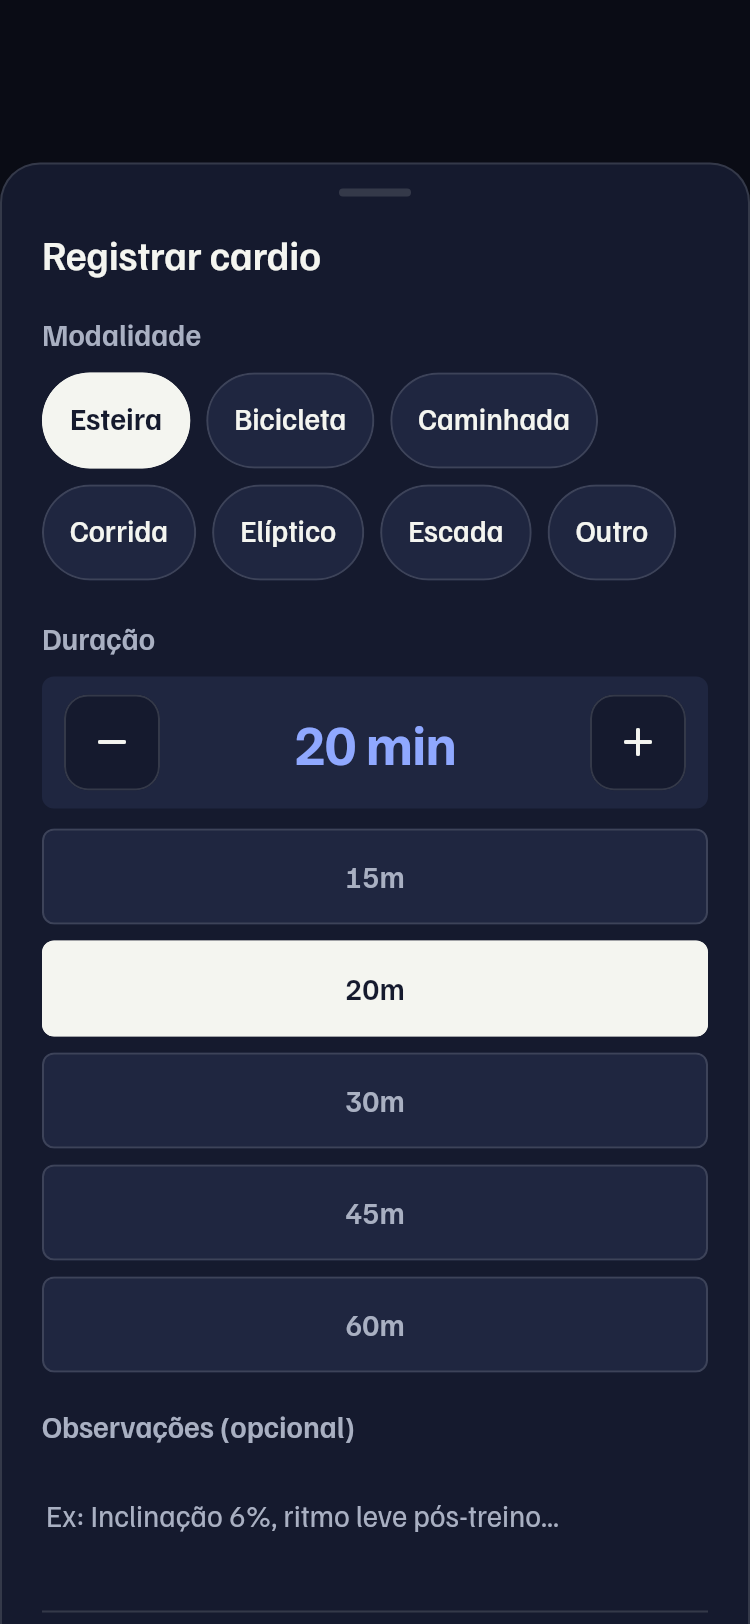 Registrar cardio
Modalidade
Esteira Bicicleta Caminhada
Corrida Elíptico Escada Outro
Duração
− 20 min +
15m
20m
30m
45m
60m
Observações (opcional)
Ex: Inclinação 6%, ritmo leve pós-treino...